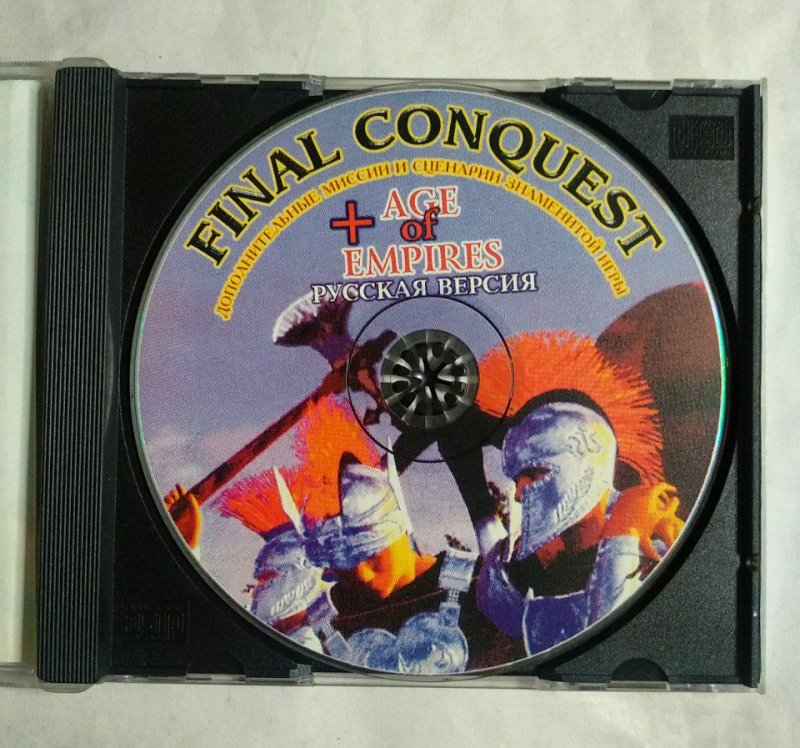 FINAL CONQUEST
ДОПОЛНИТЕЛЬНЫЕ МИССИИ И СЦЕНАРИИ ЗНАМЕНИТОЙ ИГРЫ
+ AGE
of
EMPIRES
РУССКАЯ ВЕРСИЯ